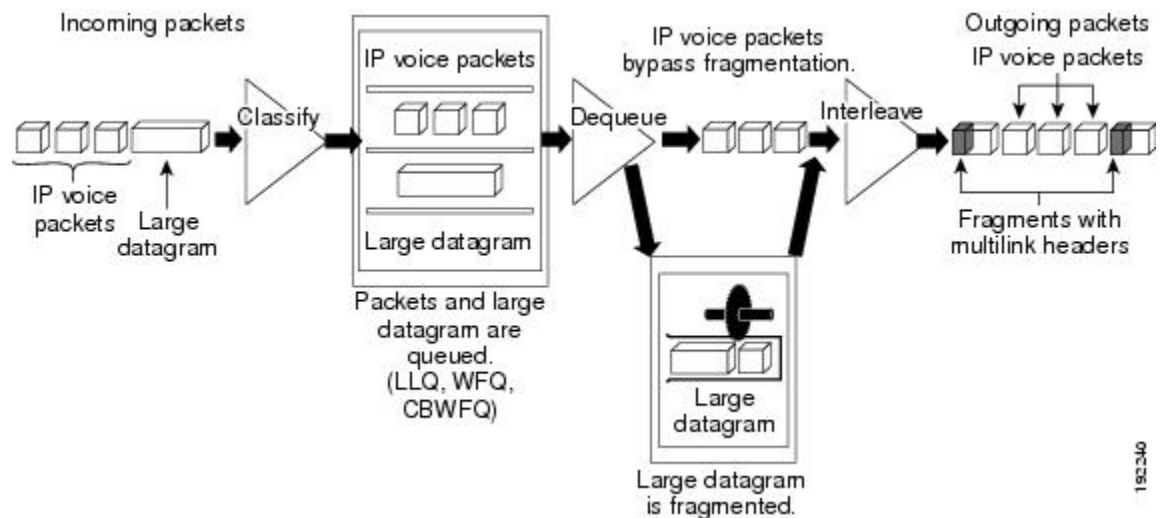 Incoming packets
IP voice packets
bypass fragmentation.
Outgoing packets
IP voice packets
IP voice packets
Classify
Dequeue
Interleave
IP voice
packets
Large
datagram
Large datagram
Fragments with
multilink headers
Packets and large
datagram are
queued.
(LLQ, WFQ,
CBWFQ)
Large
datagram
Large datagram
is fragmented.
192240